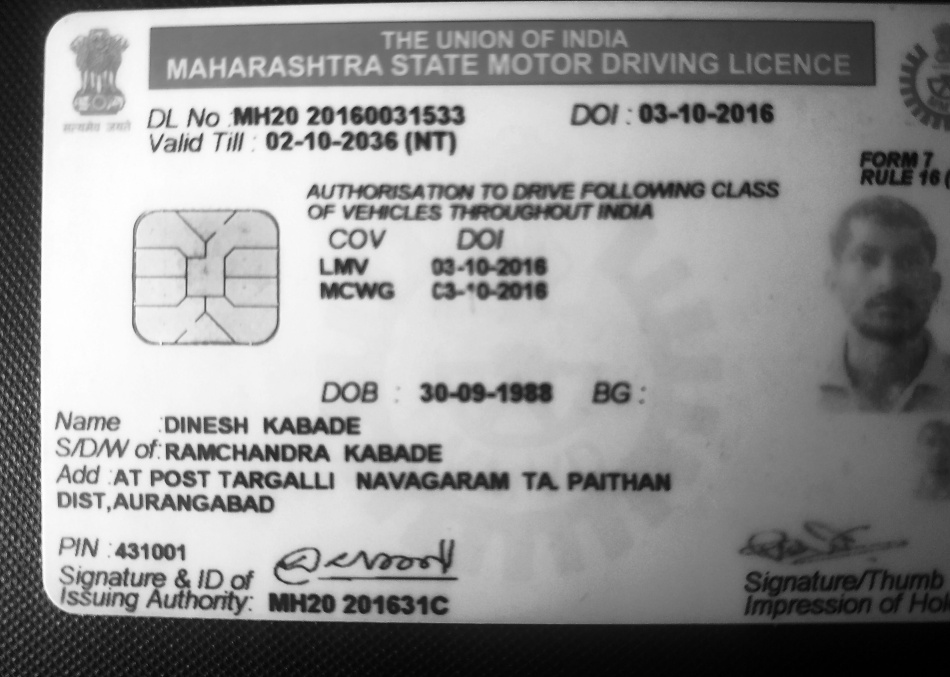 THE UNION OF INDIA
MAHARASHTRA STATE MOTOR DRIVING LICENCE
सत्यमेव जयते
DL No : MH20 20160031533 DOI : 03-10-2016
Valid Till : 02-10-2036 (NT)
FORM 7
RULE 16 (
AUTHORISATION TO DRIVE FOLLOWING CLASS
OF VEHICLES THROUGHOUT INDIA
COV DOI
LMV 03-10-2016
MCWG 03-10-2016
DOB : 30-09-1988 BG :
Name : DINESH KABADE
S/D/W of : RAMCHANDRA KABADE
Add : AT POST TARGALLI NAVAGARAM TA. PAITHAN
DIST,AURANGABAD
PIN : 431001
Signature & ID of
Issuing Authority: MH20 201631C
Signature/Thumb
Impression of Hol